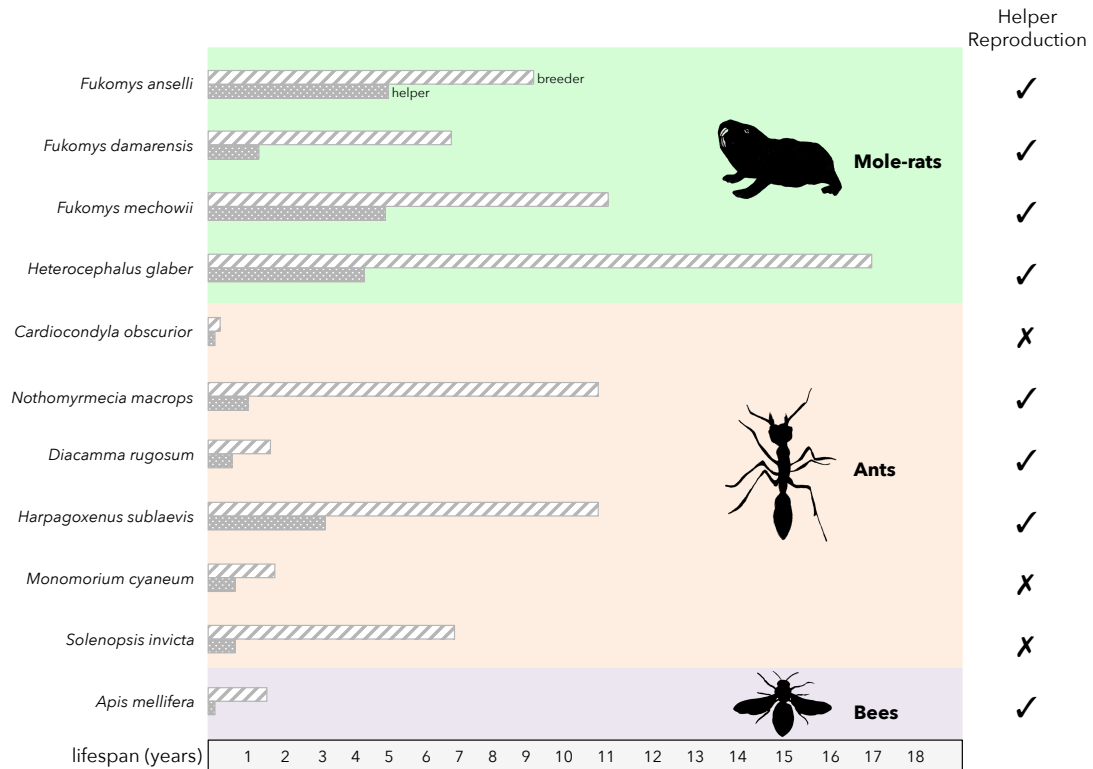 Helper
Reproduction
Fukomys anselli
breeder
helper
✓
Fukomys damarensis
✓
Mole-rats
Fukomys mechowii
✓
Heterocephalus glaber
✓
Cardiocondyla obscurior
✗
Nothomyrmecia macrops
✓
Diacamma rugosum
✓
Ants
Harpagoxenus sublaevis
✓
Monomorium cyaneum
✗
Solenopsis invicta
✗
Apis mellifera
✓
Bees
lifespan (years) 1 2 3 4 5 6 7 8 9 10 11 12 13 14 15 16 17 18